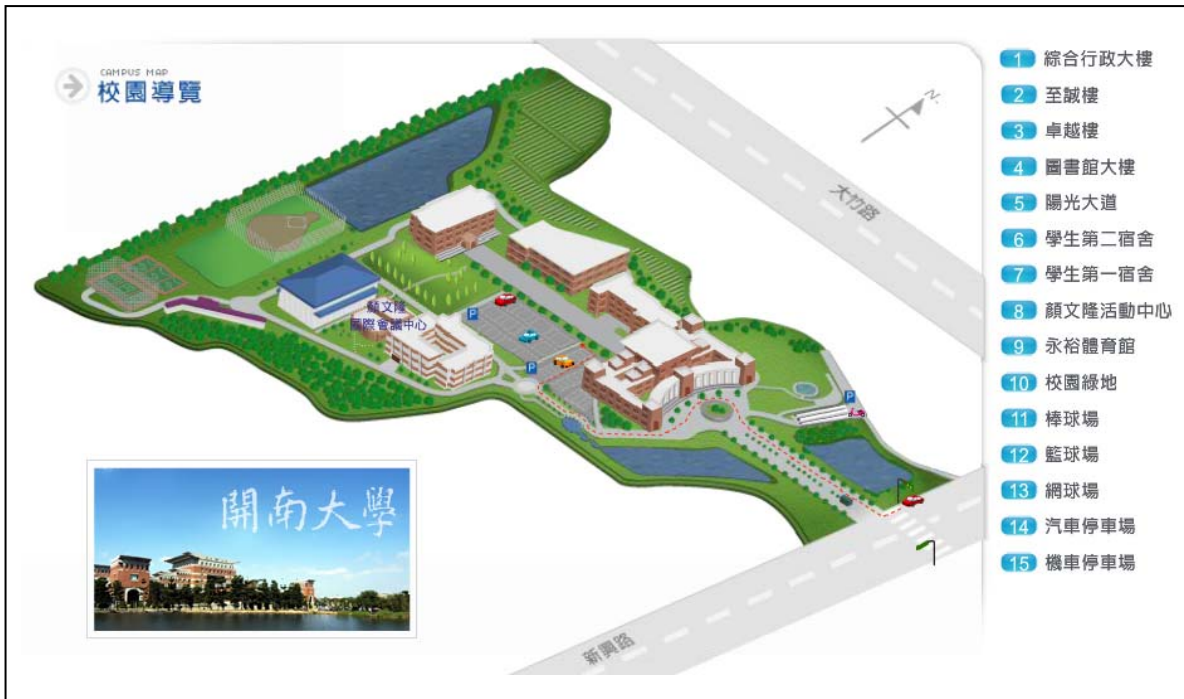 CAMPUS MAP
校園導覽
N.
大竹路
顏文隆
國際會議中心
P
P
P
開南大學
新興路
1 綜合行政大樓
2 至誠樓
3 卓越樓
4 圖書館大樓
5 陽光大道
6 學生第二宿舍
7 學生第一宿舍
8 顏文隆活動中心
9 永裕體育館
10 校園綠地
11 棒球場
12 籃球場
13 網球場
14 汽車停車場
15 機車停車場